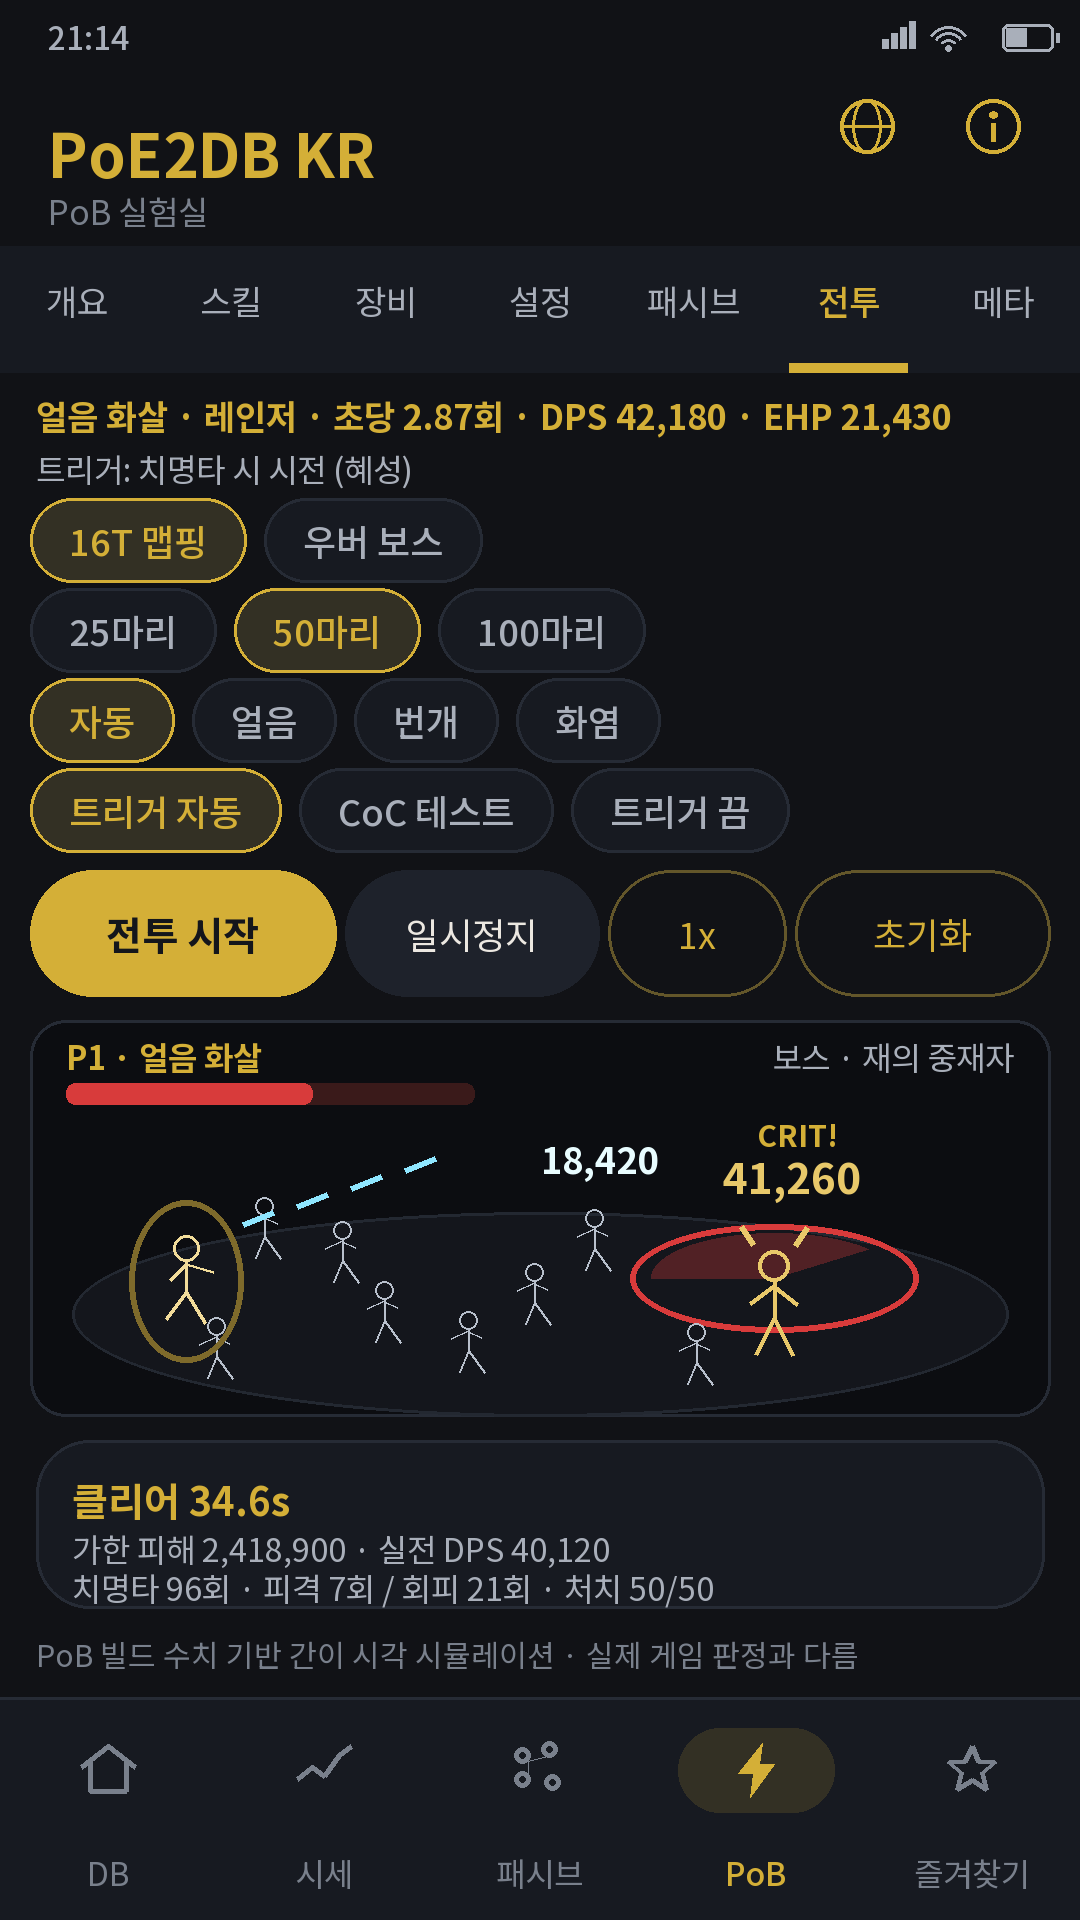 21:14
PoE2DB KR
PoB 실험실
개요 스킬 장비 설정 패시브 전투 메타
얼음 화살 · 레인저 · 초당 2.87회 · DPS 42,180 · EHP 21,430
트리거: 치명타 시 시전 (혜성)
16T 맵핑 우버 보스
25마리 50마리 100마리
자동 얼음 번개 화염
트리거 자동 CoC 테스트 트리거 끔
전투 시작 일시정지 1x 초기화
P1 · 얼음 화살 보스 · 재의 중재자
CRIT!
18,420 41,260
클리어 34.6s
가한 피해 2,418,900 · 실전 DPS 40,120
치명타 96회 · 피격 7회 / 회피 21회 · 처치 50/50
PoB 빌드 수치 기반 간이 시각 시뮬레이션 · 실제 게임 판정과 다름
DB 시세 패시브 PoB 즐겨찾기